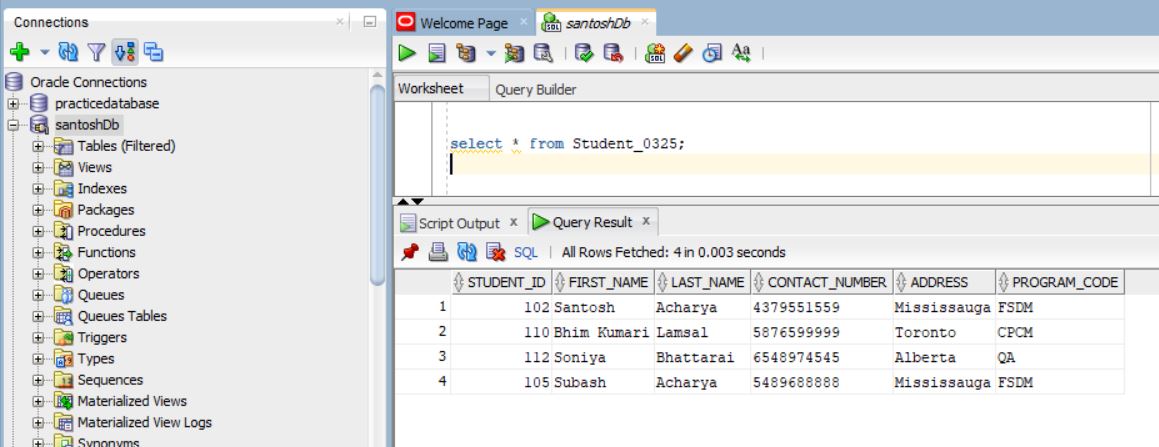 Connections
Oracle Connections
practicedatabase
santoshDb
Tables (Filtered)
Views
Indexes
Packages
Procedures
Functions
Operators
Queues
Queues Tables
Triggers
Types
Sequences
Materialized Views
Materialized View Logs
Synonyms
Welcome Page
santoshDb
Worksheet Query Builder
select * from Student_0325;
Script Output x Query Result x
SQL | All Rows Fetched: 4 in 0.003 seconds
STUDENT_ID FIRST_NAME LAST_NAME CONTACT_NUMBER ADDRESS PROGRAM_CODE
1 102 Santosh Acharya 4379551559 Mississauga FSDM
2 110 Bhim Kumari Lamsal 5876599999 Toronto CPCM
3 112 Soniya Bhattarai 6548974545 Alberta QA
4 105 Subash Acharya 5489688888 Mississauga FSDM